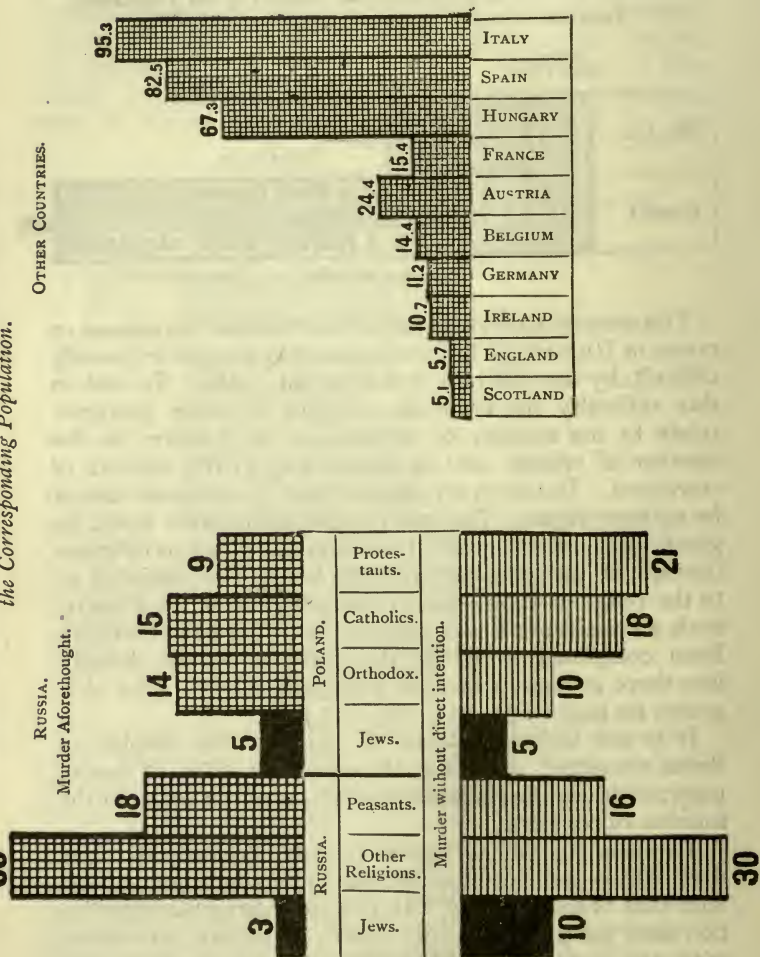 the Corresponding Population.
RUSSIA.
Murder Aforethought.
3
18
5
14
15
9
RUSSIA.
POLAND.
Jews.
Other
Religions.
Peasants.
Jews.
Orthodox.
Catholics.
Protes-
tants.
Murder without direct intention.
10
30
16
5
10
18
21
OTHER COUNTRIES.
95.3
82.5
67.3
15.4
24.4
14.4
11.2
10.7
5.7
5.1
ITALY
SPAIN
HUNGARY
FRANCE
AUSTRIA
BELGIUM
GERMANY
IRELAND
ENGLAND
SCOTLAND